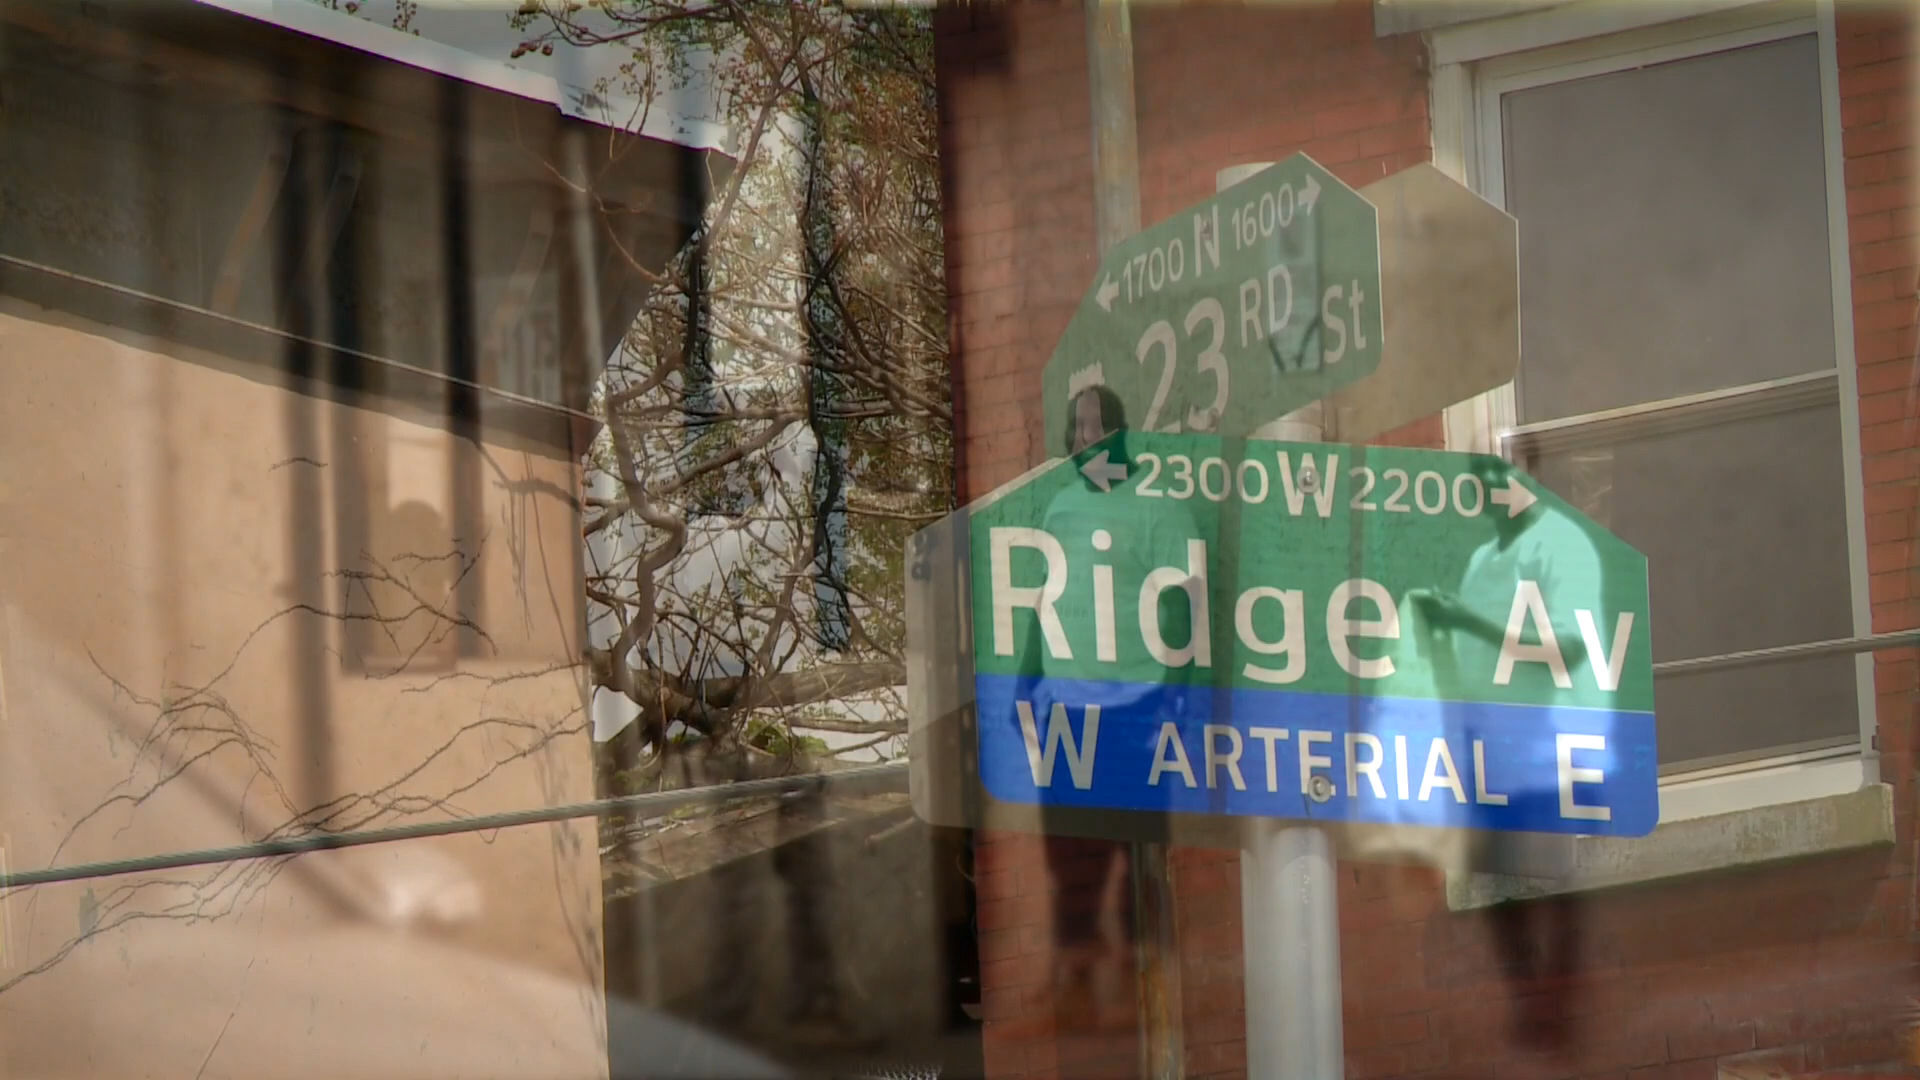 ←1700 N 1600→
23 RD St
←2300 W 2200→
Ridge Av
W ARTERIAL E